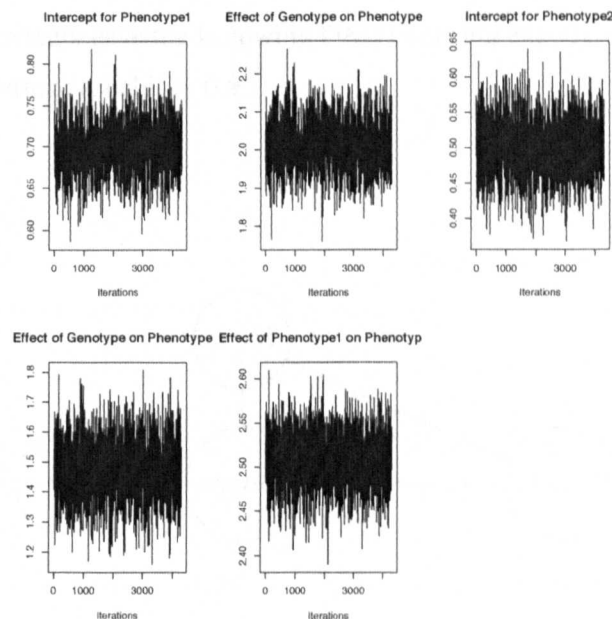 Intercept for Phenotype1
Effect of Genotype on Phenotype
Intercept for Phenotype2
0.60 0.65 0.70 0.75 0.80
0 1000 3000
Iterations
1.8 1.9 2.0 2.1 2.2
0 1000 3000
Iterations
0.40 0.45 0.50 0.55 0.60 0.65
0 1000 3000
Iterations
Effect of Genotype on Phenotype
Effect of Phenotype1 on Phenotyp
1.2 1.3 1.4 1.5 1.6 1.7 1.8
0 1000 3000
Iterations
2.40 2.45 2.50 2.55 2.60
0 1000 3000
Iterations